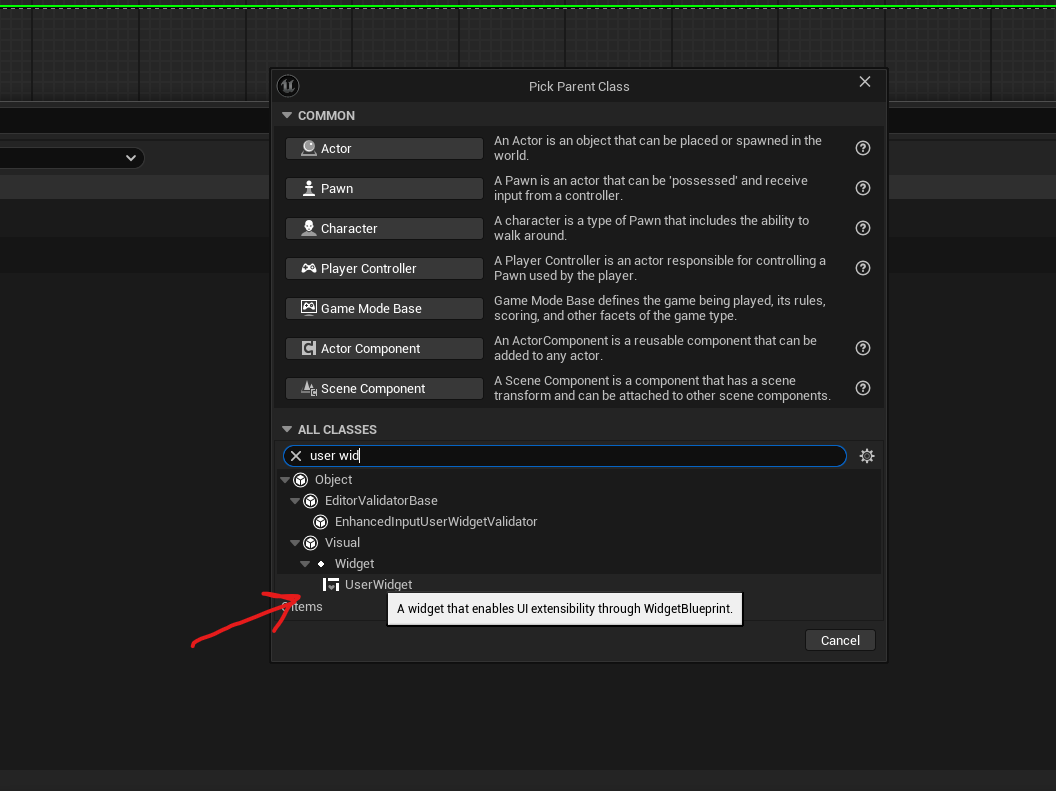 Pick Parent Class
COMMON
Actor
An Actor is an object that can be placed or spawned in the
world.
Pawn
A Pawn is an actor that can be 'possessed' and receive
input from a controller.
Character
A character is a type of Pawn that includes the ability to
walk around.
Player Controller
A Player Controller is an actor responsible for controlling a
Pawn used by the player.
Game Mode Base
Game Mode Base defines the game being played, its rules,
scoring, and other facets of the game type.
Actor Component
An ActorComponent is a reusable component that can be
added to any actor.
Scene Component
A Scene Component is a component that has a scene
transform and can be attached to other scene components.
ALL CLASSES
user wid
Object
EditorValidatorBase
EnhancedInputUserWidgetValidator
Visual
Widget
UserWidget
items
A widget that enables UI extensibility through WidgetBlueprint.
Cancel